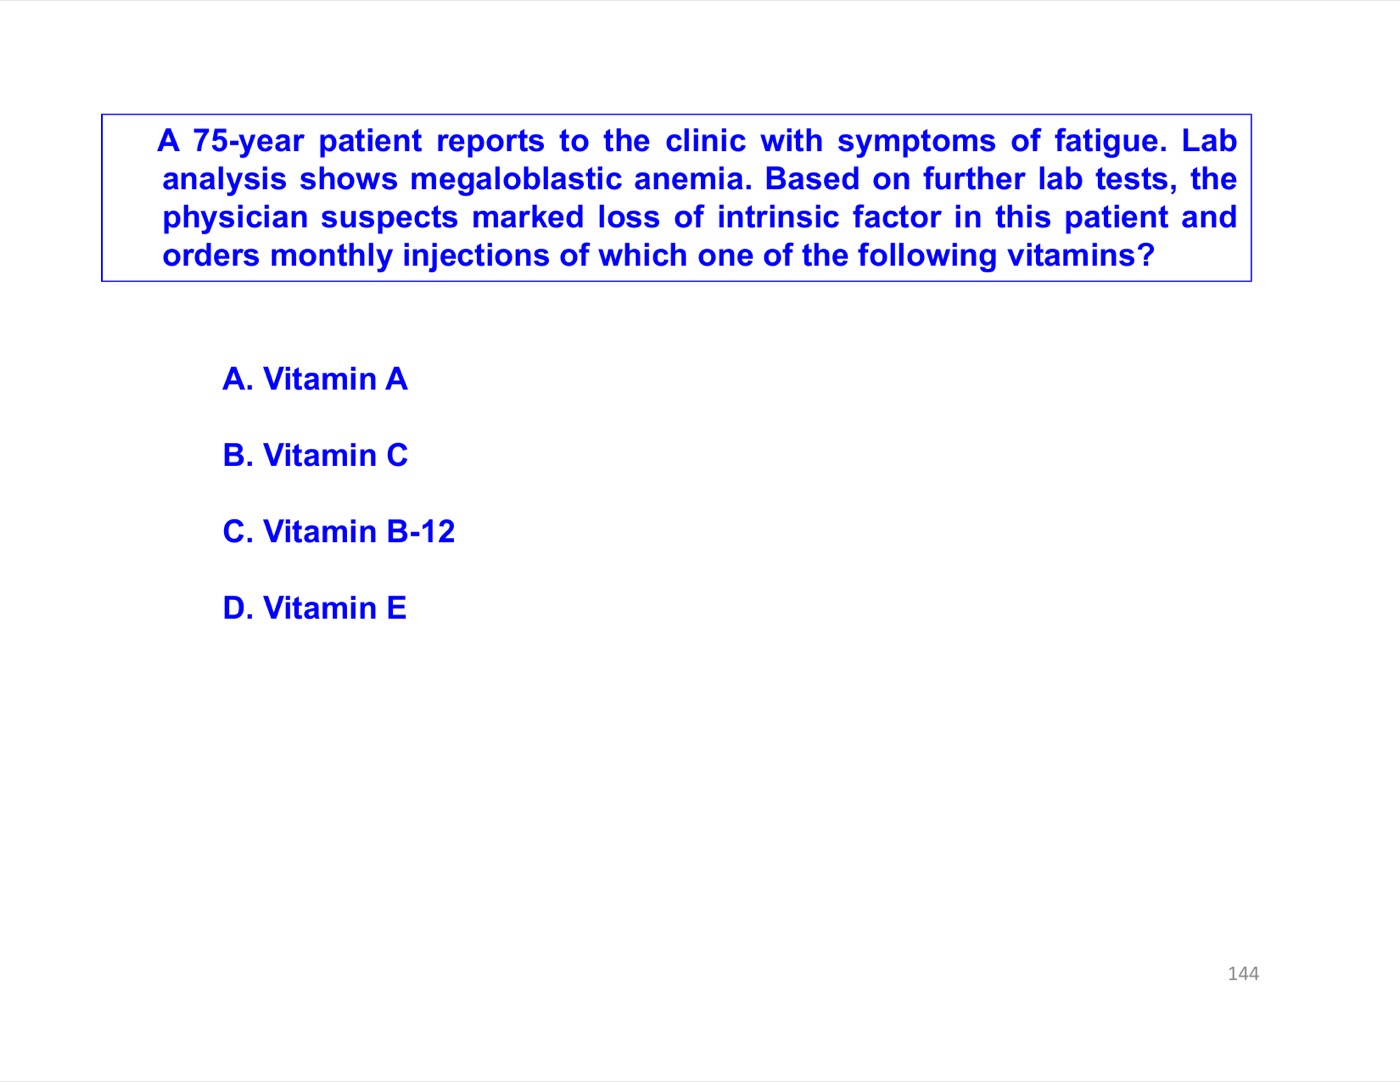 A 75-year patient reports to the clinic with symptoms of fatigue. Lab
analysis shows megaloblastic anemia. Based on further lab tests, the
physician suspects marked loss of intrinsic factor in this patient and
orders monthly injections of which one of the following vitamins?
A. Vitamin A
B. Vitamin C
C. Vitamin B-12
D. Vitamin E
144